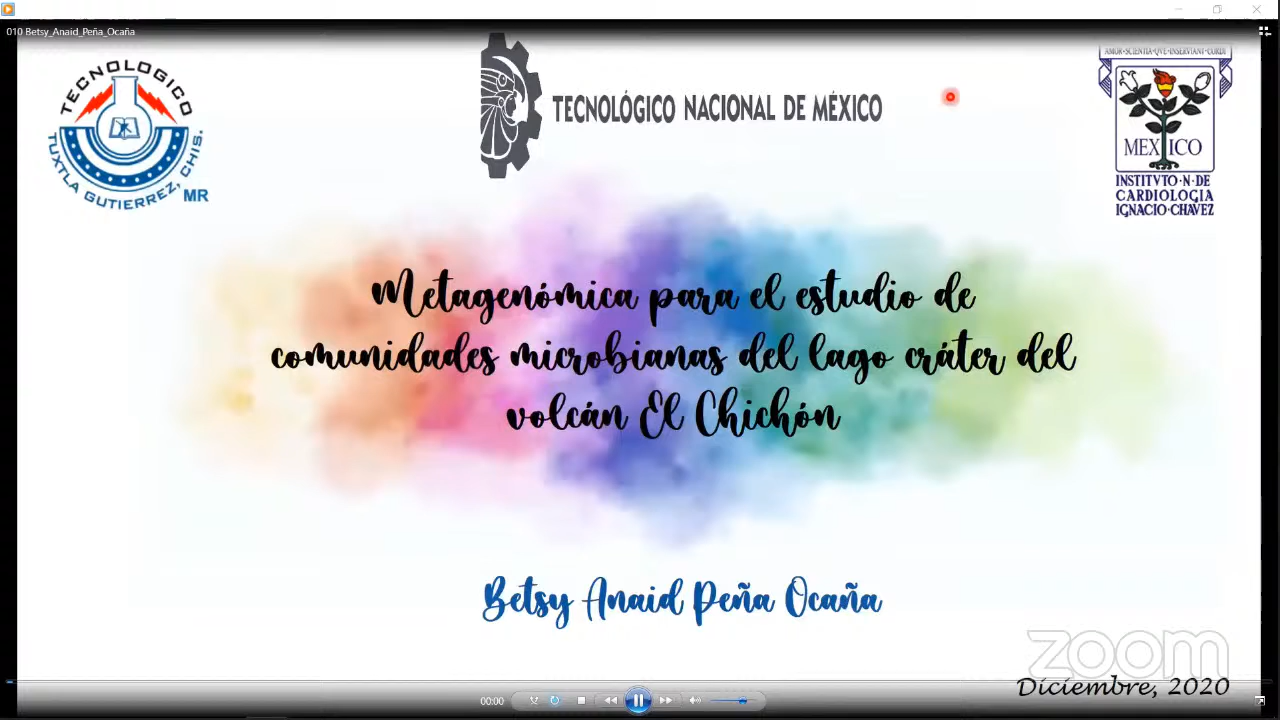 010 Betsy_Anaid_Peña_Ocaña
TECNOLOGICO
TUXTLA GUTIERREZ, CHIS.
MR
TECNOLÓGICO NACIONAL DE MÉXICO
AMOR·SCIENTIA·QVE·INSERVIANT·CORDI
MEXICO
INSTITVTO·N·DE
CARDIOLOGIA
IGNACIO·CHAVEZ
Metagenómica para el estudio de
comunidades microbianas del lago cráter del
volcán El Chichón
Betsy Anaid Peña Ocaña
zoom
Diciembre, 2020
00:00